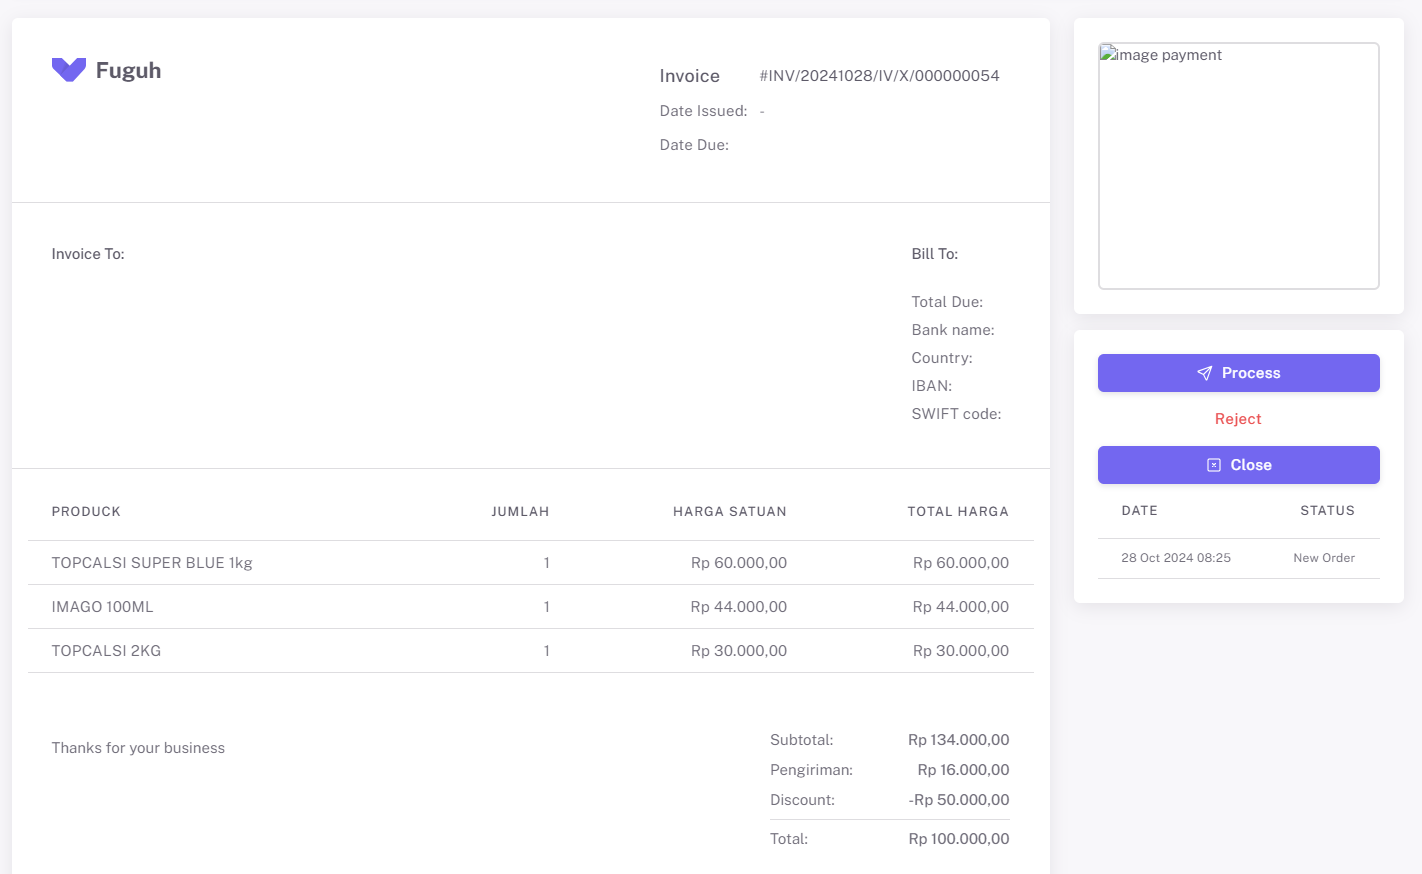 Fuguh
Invoice #INV/20241028/IV/X/000000054
Date Issued: -
Date Due:
Invoice To:
Bill To:
Total Due:
Bank name:
Country:
IBAN:
SWIFT code:
PRODUCK JUMLAH HARGA SATUAN TOTAL HARGA
TOPCALSI SUPER BLUE 1kg 1 Rp 60.000,00 Rp 60.000,00
IMAGO 100ML 1 Rp 44.000,00 Rp 44.000,00
TOPCALSI 2KG 1 Rp 30.000,00 Rp 30.000,00
Thanks for your business
Subtotal: Rp 134.000,00
Pengiriman: Rp 16.000,00
Discount: -Rp 50.000,00
Total: Rp 100.000,00
image payment
Process
Reject
Close
DATE STATUS
28 Oct 2024 08:25 New Order